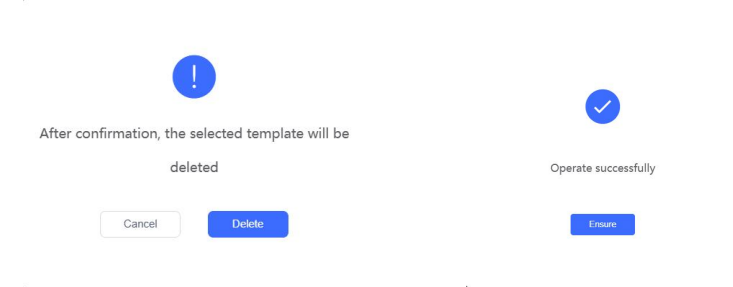 After confirmation, the selected template will be
deleted
Cancel
Delete
Operate successfully
Ensure